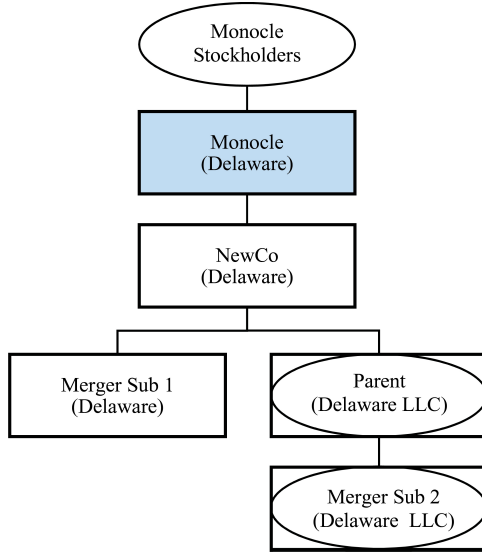 Monocle
Stockholders
Monocle
(Delaware)
NewCo
(Delaware)
Merger Sub 1
(Delaware)
Parent
(Delaware LLC)
Merger Sub 2
(Delaware  LLC)